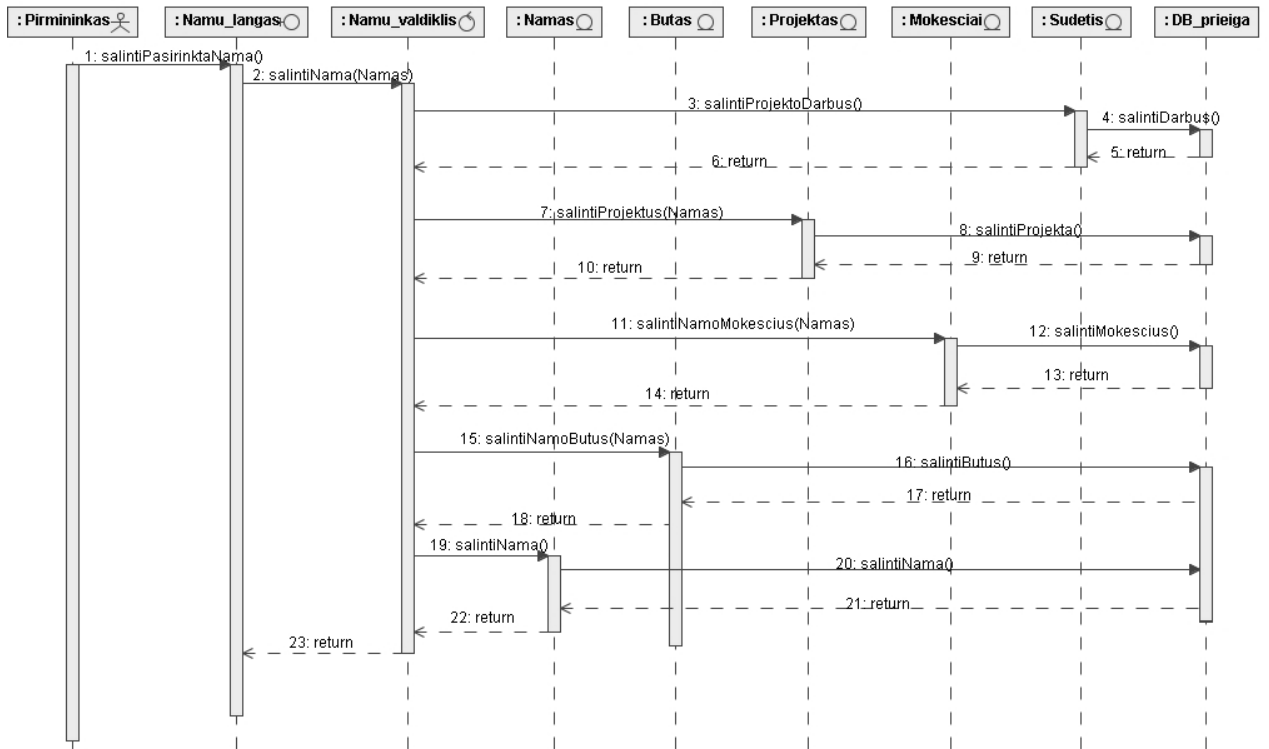 : Pirmininkas
: Namu_langas
: Namu_valdiklis
: Namas
: Butas
: Projektas
: Mokesciai
: Sudetis
: DB_prieiga
1: salintiPasirinktaNama()
2: salintiNama(Namas)
3: salintiProjektoDarbus()
4: salintiDarbus()
5: return
6: return
7: salintiProjektus(Namas)
8: salintiProjekta()
9: return
10: return
11: salintiNamoMokescius(Namas)
12: salintiMokescius()
13: return
14: return
15: salintiNamoButus(Namas)
16: salintiButus()
17: return
18: return
19: salintiNama()
20: salintiNama()
21: return
22: return
23: return